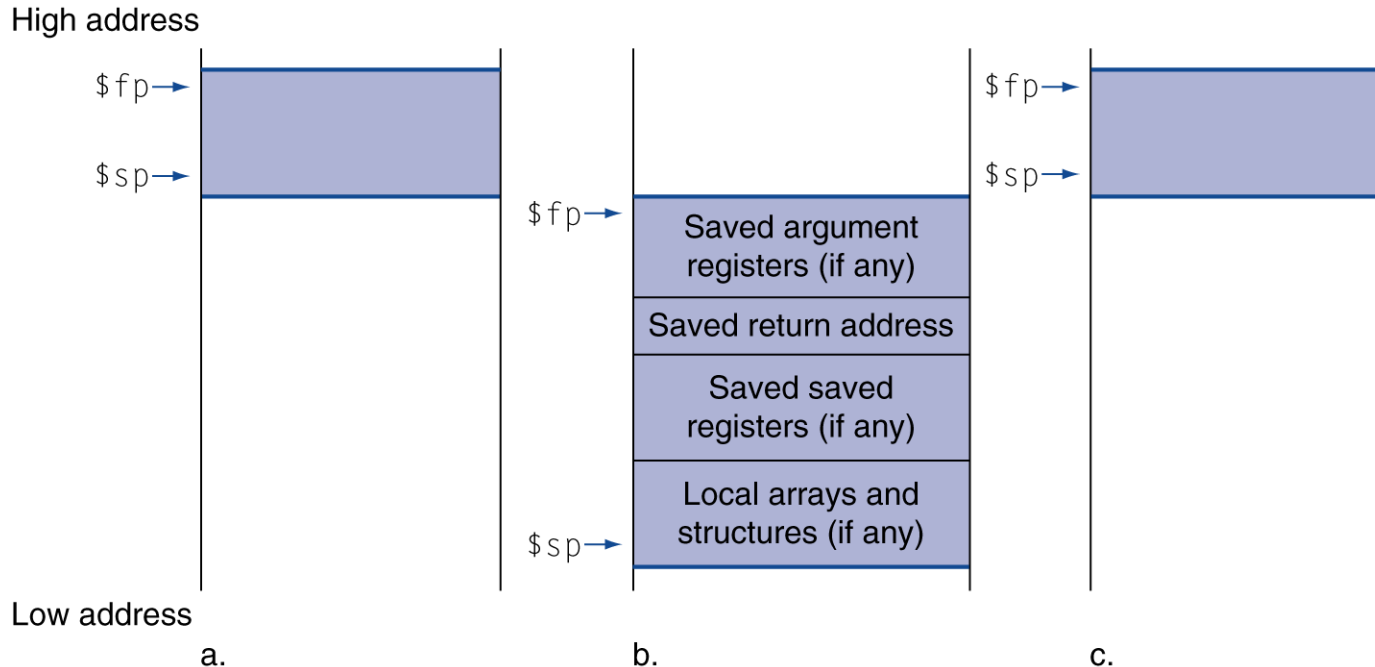 High address
$fp
$sp
$fp
Saved argument
registers (if any)
Saved return address
Saved saved
registers (if any)
Local arrays and
structures (if any)
$sp
$fp
$sp
Low address
a.
b.
c.